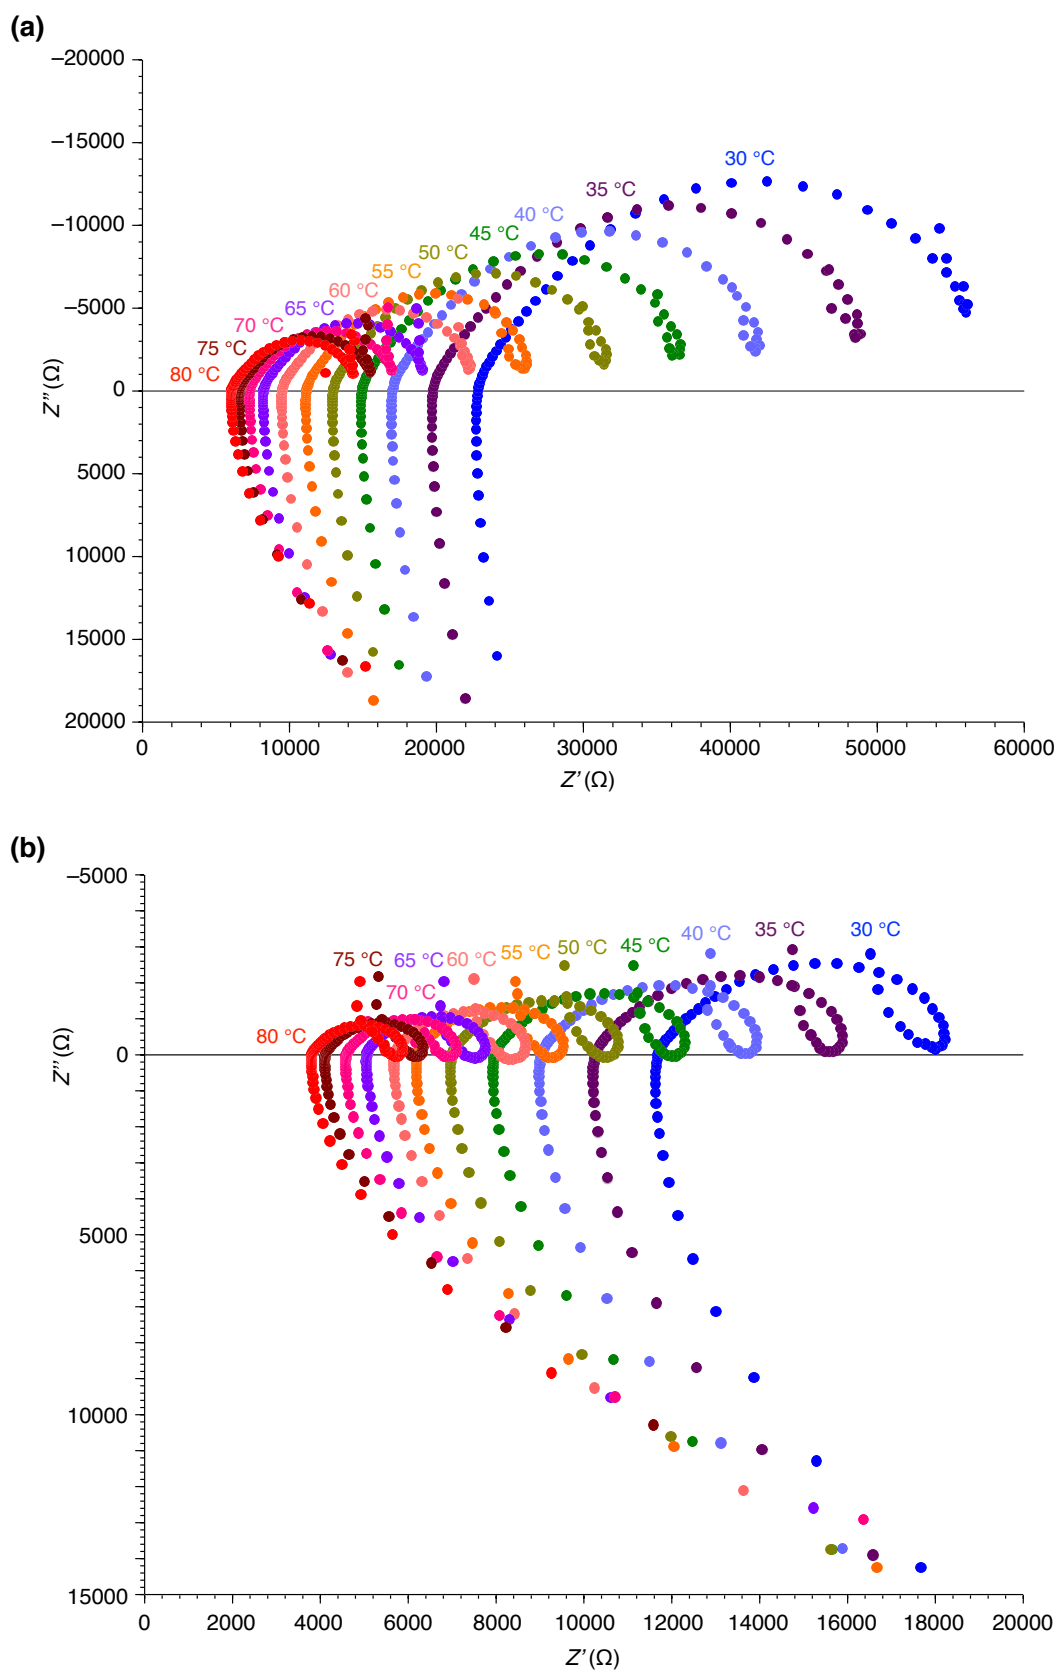 (a)
−20000
−15000
−10000
−5000
0
5000
10000
15000
20000
Z″(Ω)
30 °C
35 °C
40 °C
45 °C
50 °C
55 °C
60 °C
65 °C
70 °C
75 °C
80 °C
0 10000 20000 30000 40000 50000 60000
Z′(Ω)
(b)
−5000
0
5000
10000
15000
Z″(Ω)
75 °C 65 °C 60 °C 55 °C 50 °C 45 °C 40 °C 35 °C 30 °C
70 °C
80 °C
0 2000 4000 6000 8000 10000 12000 14000 16000 18000 20000
Z′(Ω)